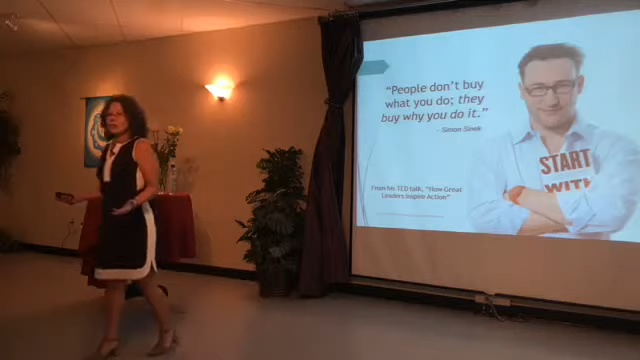 “People don’t buy
what you do; they
buy why you do it.”
– Simon Sinek
START
WITH
From his TED talk, “How Great
Leaders Inspire Action”